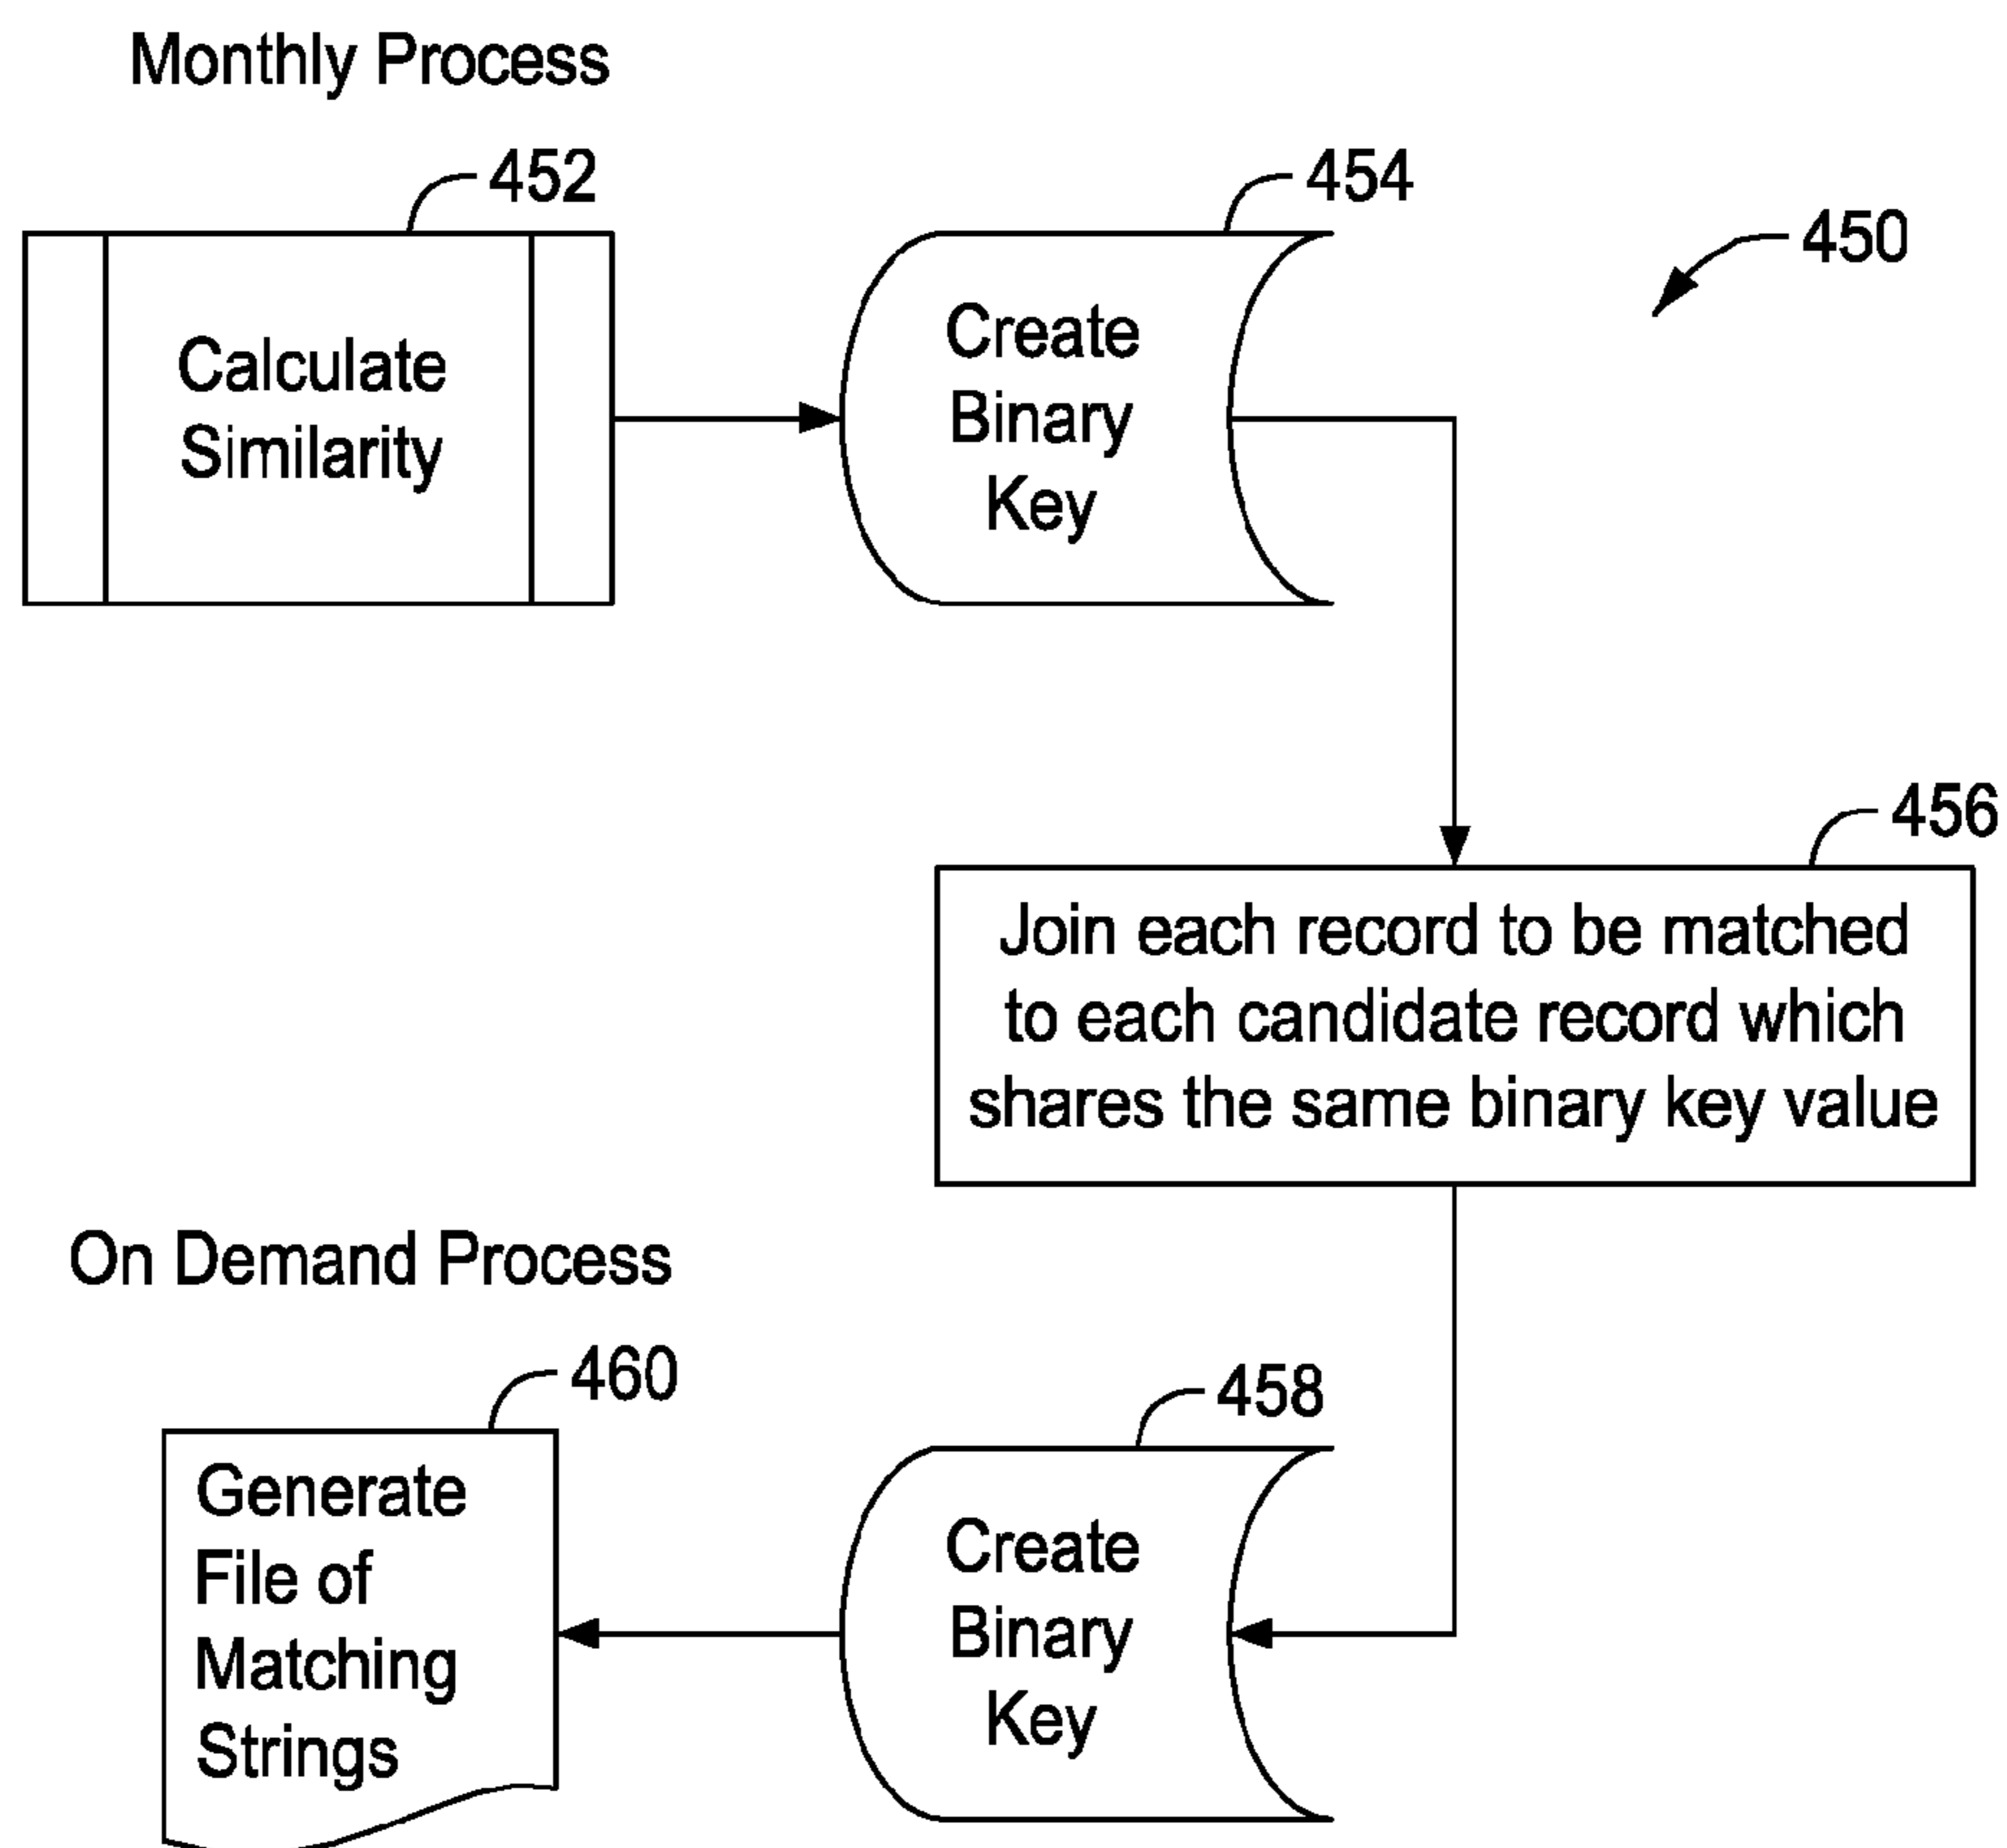 Monthly Process
452
454
450
Calculate
Similarity
Create
Binary
Key
456
Join each record to be matched
to each candidate record which
shares the same binary key value
On Demand Process
460
458
Generate
File of
Matching
Strings
Create
Binary
Key